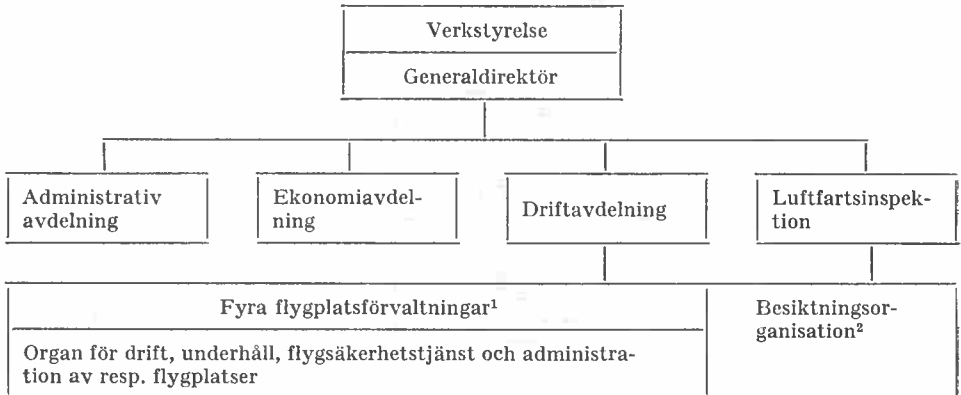 Verkstyrelse
Generaldirektör
Administrativ
avdelning
Ekonomiavdel-
ning
Driftavdelning
Luftfartsinspek-
tion
Fyra flygplatsförvaltningar¹
Organ för drift, underhåll, flygsäkerhetstjänst och administra-
tion av resp. flygplatser
Besiktningsor-
ganisation²